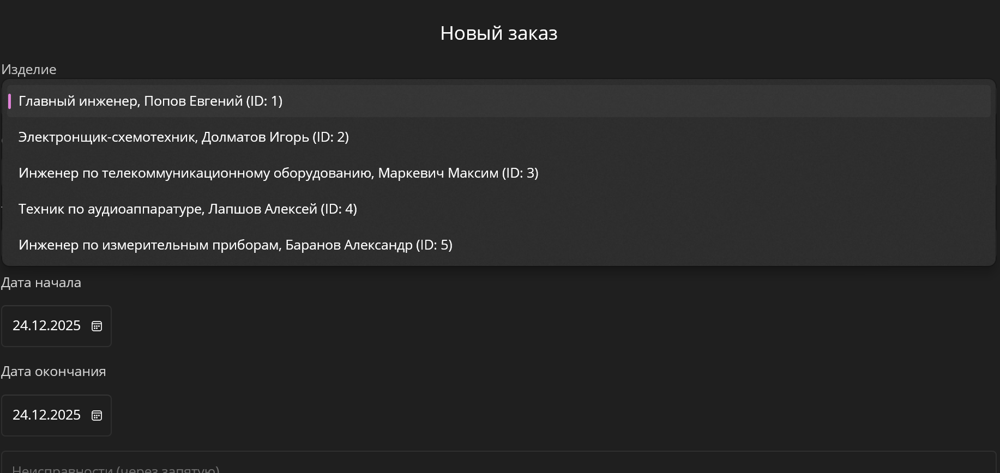 Новый заказ
Изделие
Главный инженер, Попов Евгений (ID: 1)
Электронщик-схемотехник, Долматов Игорь (ID: 2)
Инженер по телекоммуникационному оборудованию, Маркевич Максим (ID: 3)
Техник по аудиоаппаратуре, Лапшов Алексей (ID: 4)
Инженер по измерительным приборам, Баранов Александр (ID: 5)
Дата начала
24.12.2025
Дата окончания
24.12.2025
Неисправности (через запятую)